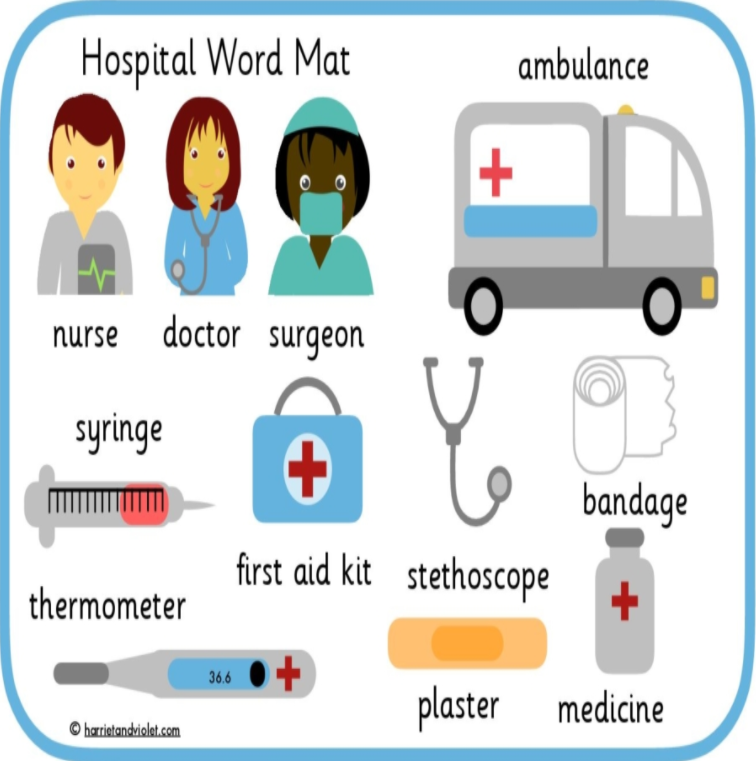 Hospital Word Mat
ambulance
nurse
doctor
surgeon
syringe
first aid kit
stethoscope
bandage
thermometer
36.6
plaster
medicine
© harrietandviolet.com